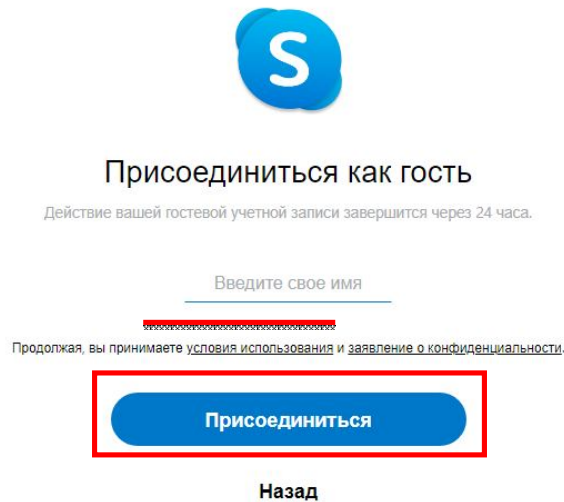 S
Присоединиться как гость
Действие вашей гостевой учетной записи завершится через 24 часа.
Введите свое имя
Продолжая, вы принимаете условия использования и заявление о конфиденциальности.
Присоединиться
Назад